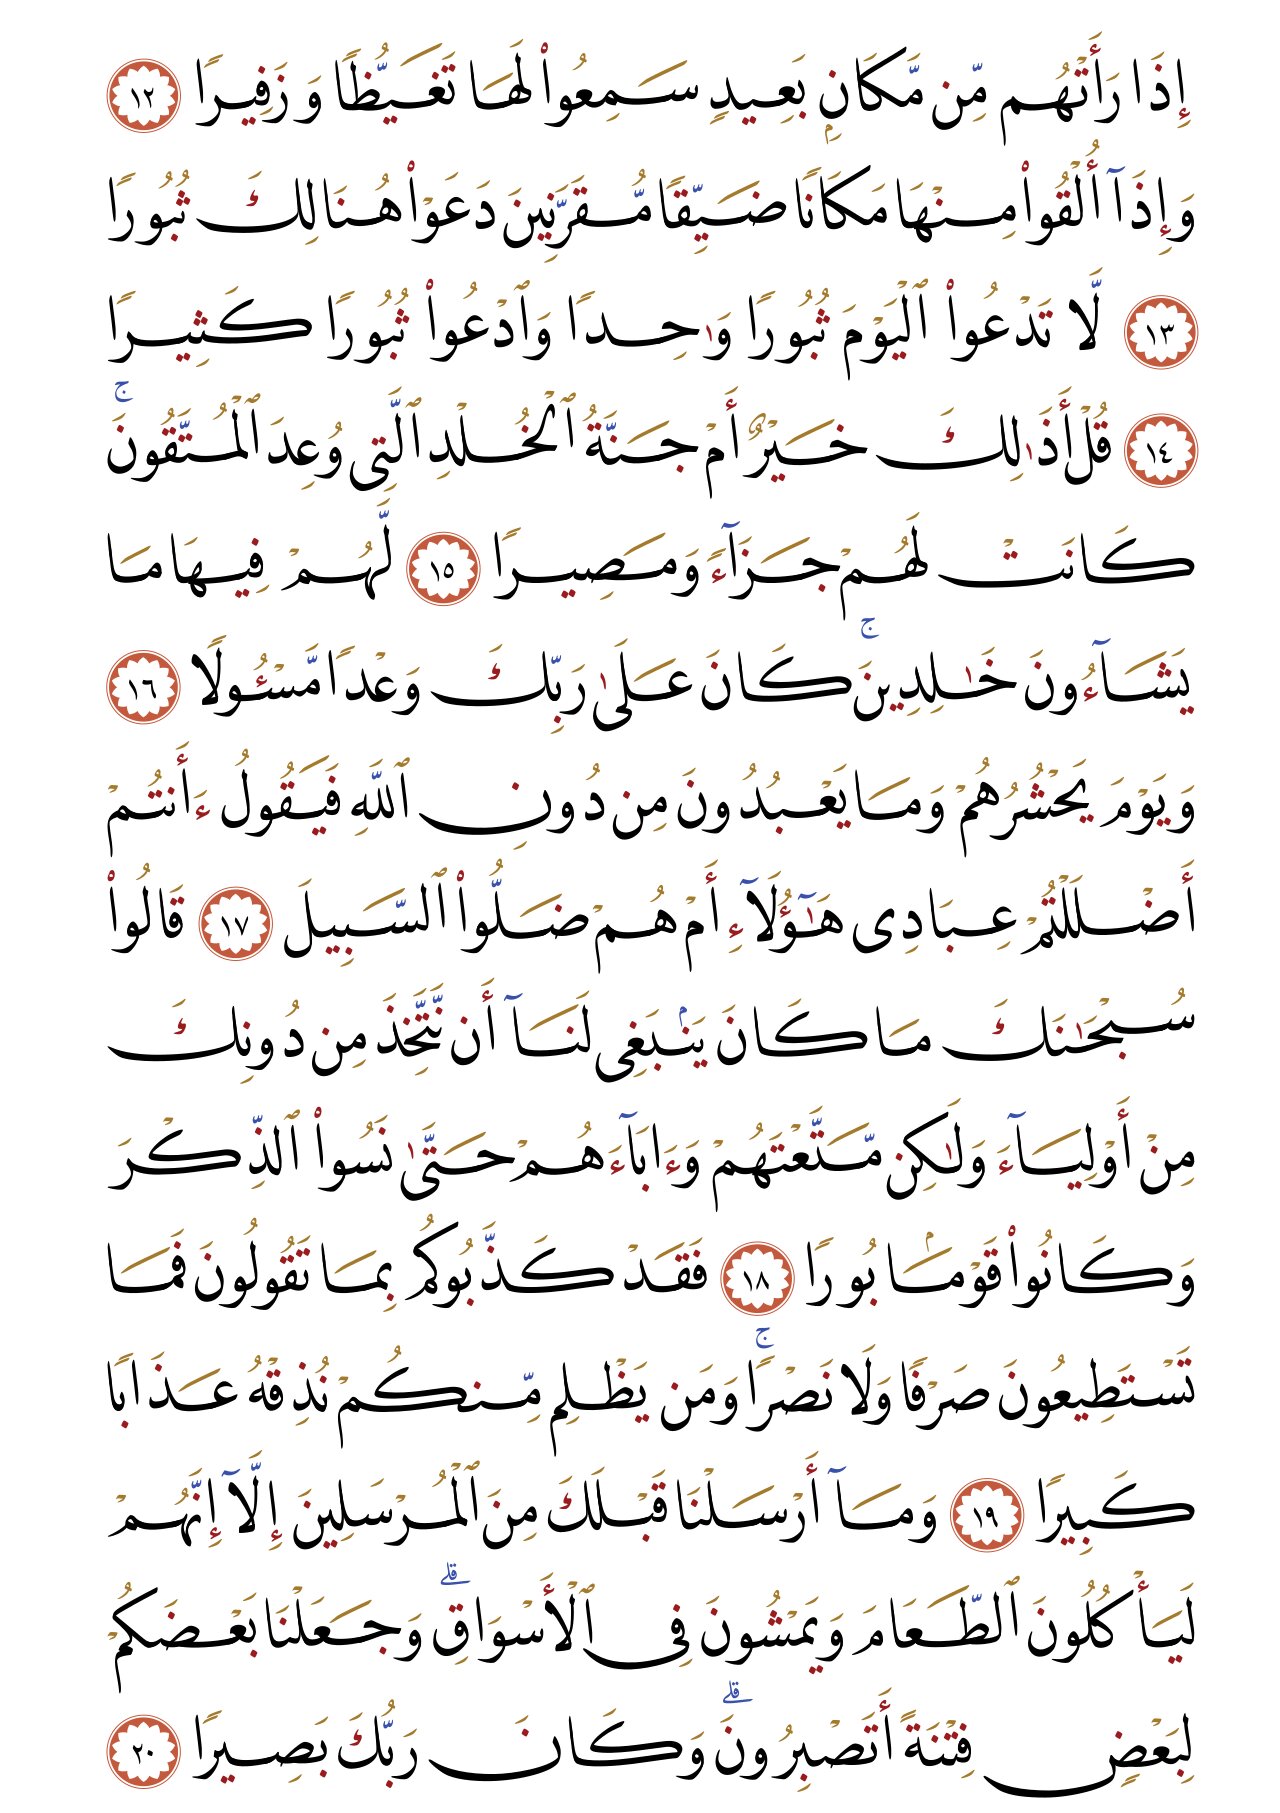 إِذَا رَأَتْهُم مِّن مَّكَانِۭ بَعِيدٍ سَمِعُوا۟ لَهَا تَغَيُّظًا وَزَفِيرًا ١٢
وَإِذَآ أُلْقُوا۟ مِنْهَا مَكَانًا ضَيِّقًا مُّقَرَّنِينَ دَعَوْا۟ هُنَالِكَ ثُبُورًا
١٣ لَّا تَدْعُوا۟ ٱلْيَوْمَ ثُبُورًا وَٰحِدًا وَٱدْعُوا۟ ثُبُورًا كَثِيرًا
١٤ قُلْ أَذَٰلِكَ خَيْرٌ أَمْ جَنَّةُ ٱلْخُلْدِ ٱلَّتِى وُعِدَ ٱلْمُتَّقُونَ ۚ
كَانَتْ لَهُمْ جَزَآءً وَمَصِيرًا ١٥ لَّهُمْ فِيهَا مَا
يَشَآءُونَ خَٰلِدِينَ ۚ كَانَ عَلَىٰ رَبِّكَ وَعْدًا مَّسْـُٔولًا ١٦
وَيَوْمَ يَحْشُرُهُمْ وَمَا يَعْبُدُونَ مِن دُونِ ٱللَّهِ فَيَقُولُ ءَأَنتُمْ
أَضْلَلْتُمْ عِبَادِى هَٰٓؤُلَآءِ أَمْ هُمْ ضَلُّوا۟ ٱلسَّبِيلَ ١٧ قَالُوا۟
سُبْحَٰنَكَ مَا كَانَ يَنۢبَغِى لَنَآ أَن نَّتَّخِذَ مِن دُونِكَ
مِنْ أَوْلِيَآءَ وَلَٰكِن مَّتَّعْتَهُمْ وَءَابَآءَهُمْ حَتَّىٰ نَسُوا۟ ٱلذِّكْرَ
وَكَانُوا۟ قَوْمًۢا بُورًا ١٨ فَقَدْ كَذَّبُوكُم بِمَا تَقُولُونَ فَمَا
تَسْتَطِيعُونَ صَرْفًا وَلَا نَصْرًا ۚ وَمَن يَظْلِم مِّنكُمْ نُذِقْهُ عَذَابًا
كَبِيرًا ١٩ وَمَآ أَرْسَلْنَا قَبْلَكَ مِنَ ٱلْمُرْسَلِينَ إِلَّآ إِنَّهُمْ
لَيَأْكُلُونَ ٱلطَّعَامَ وَيَمْشُونَ فِى ٱلْأَسْوَاقِ ۗ وَجَعَلْنَا بَعْضَكُمْ
لِبَعْضٍ فِتْنَةً أَتَصْبِرُونَ ۗ وَكَانَ رَبُّكَ بَصِيرًا ٢٠